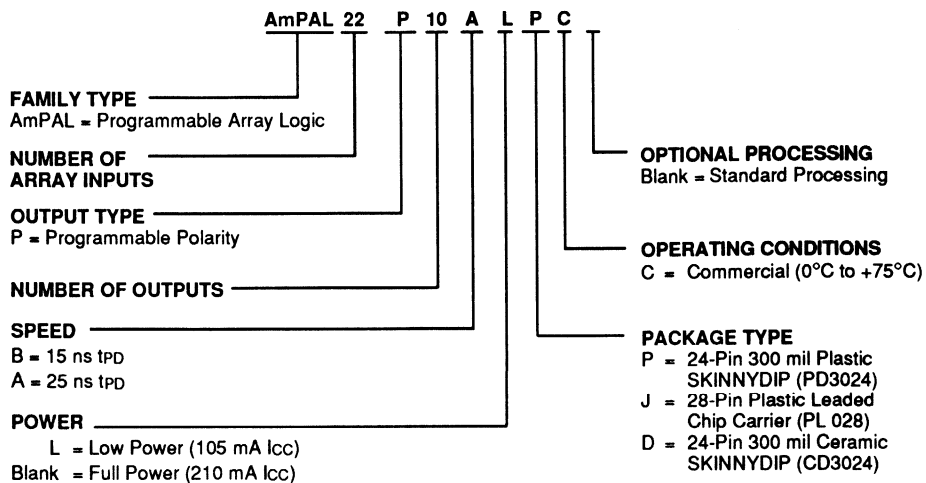 AmPAL 22 P 10 A L P C
FAMILY TYPE
AmPAL = Programmable Array Logic
NUMBER OF
ARRAY INPUTS
OUTPUT TYPE
P = Programmable Polarity
NUMBER OF OUTPUTS
SPEED
B = 15 ns tPD
A = 25 ns tPD
POWER
L = Low Power (105 mA ICC)
Blank = Full Power (210 mA ICC)
OPTIONAL PROCESSING
Blank = Standard Processing
OPERATING CONDITIONS
C = Commercial (0°C to +75°C)
PACKAGE TYPE
P = 24-Pin 300 mil Plastic
SKINNYDIP (PD3024)
J = 28-Pin Plastic Leaded
Chip Carrier (PL 028)
D = 24-Pin 300 mil Ceramic
SKINNYDIP (CD3024)